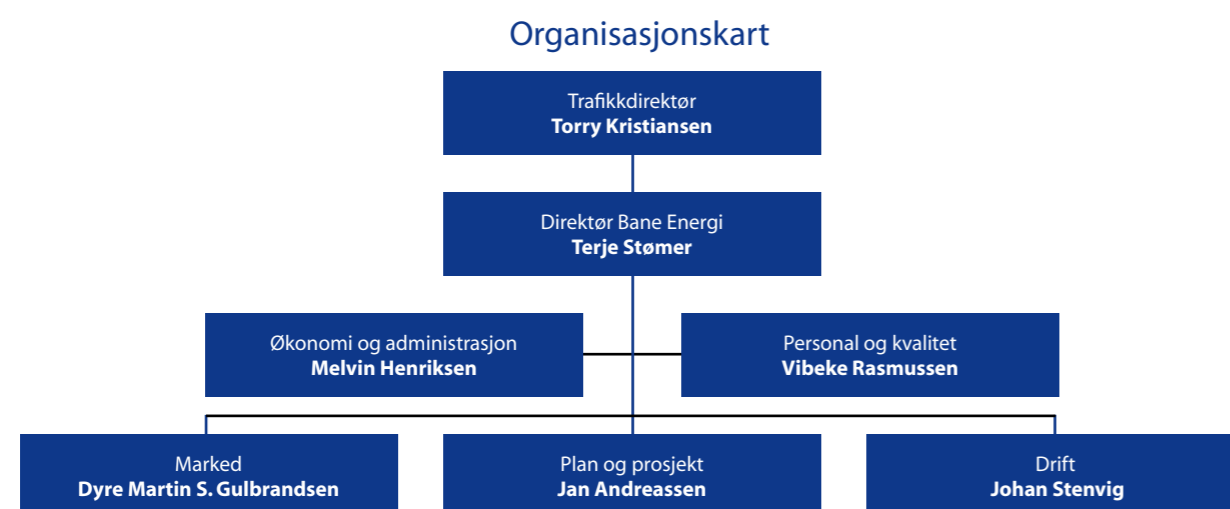 Organisasjonskart
Trafikkdirektør
Torry Kristiansen
Direktør Bane Energi
Terje Stømer
Økonomi og administrasjon
Melvin Henriksen
Personal og kvalitet
Vibeke Rasmussen
Marked
Dyre Martin S. Gulbrandsen
Plan og prosjekt
Jan Andreassen
Drift
Johan Stenvig